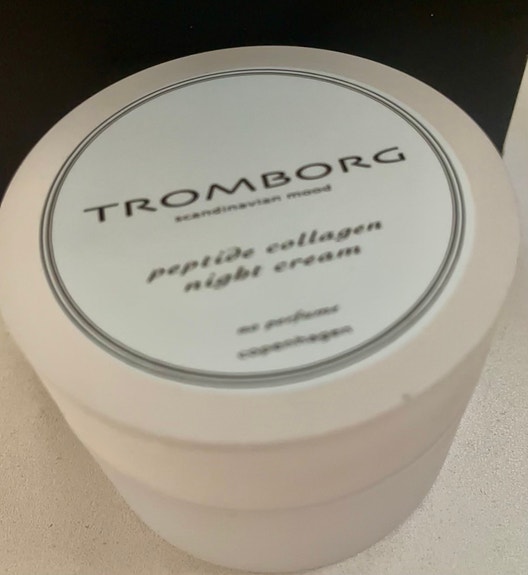 TROMBORG
scandinavian mood
peptide collagen
night cream
no perfume
copenhagen